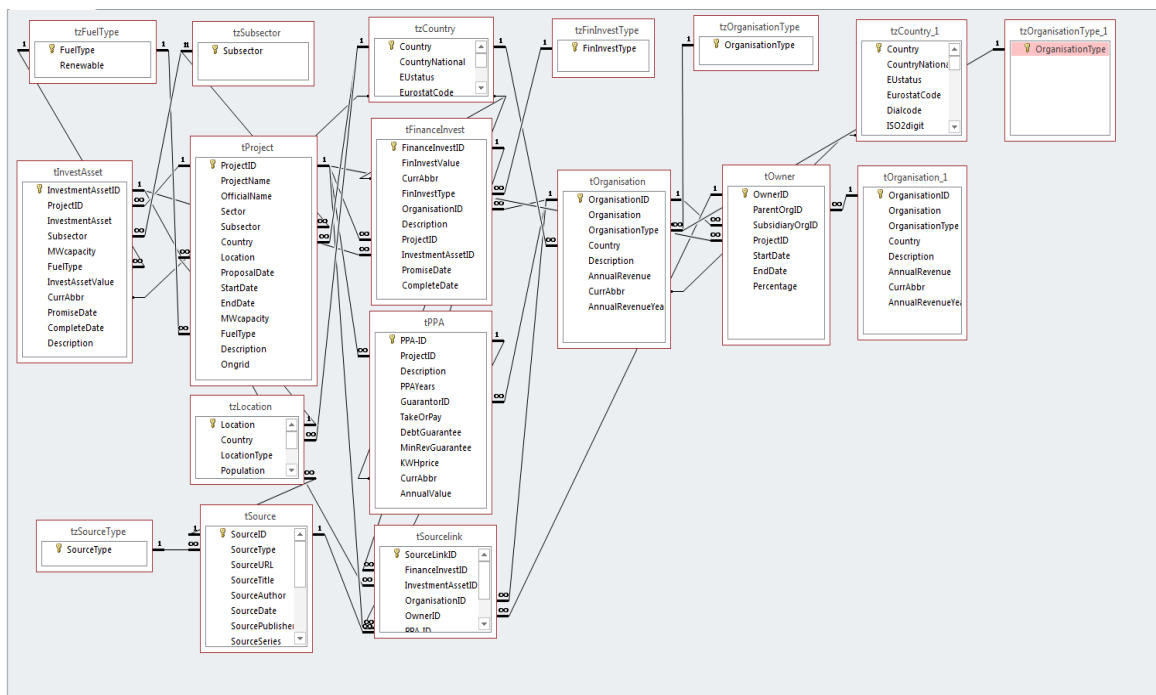 tzFuelType
FuelType
Renewable
tzSubsector
Subsector
tzCountry
Country
CountryNational
EUstatus
EurostatCode
tzFinInvestType
FinInvestType
tzOrganisationType
OrganisationType
tzCountry_1
Country
CountryNational
EUstatus
EurostatCode
Dialcode
ISO2digit
tzOrganisationType_1
OrganisationType
tInvestAsset
InvestmentAssetID
ProjectID
InvestmentAsset
Subsector
MWcapacity
FuelType
InvestAssetValue
CurrAbbr
PromiseDate
CompleteDate
Description
tProject
ProjectID
ProjectName
OfficialName
Sector
Subsector
Country
Location
ProposalDate
StartDate
EndDate
MWcapacity
FuelType
Description
Ongrid
tFinanceInvest
FinanceInvestID
FinInvestValue
CurrAbbr
FinInvestType
OrganisationID
Description
ProjectID
InvestmentAssetID
PromiseDate
CompleteDate
tOrganisation
OrganisationID
Organisation
OrganisationType
Country
Description
AnnualRevenue
CurrAbbr
AnnualRevenueYea
tOwner
OwnerID
ParentOrgID
SubsidiaryOrgID
ProjectID
StartDate
EndDate
Percentage
tOrganisation_1
OrganisationID
Organisation
OrganisationType
Country
Description
AnnualRevenue
CurrAbbr
AnnualRevenueYea
tPPA
PPA-ID
ProjectID
Description
PPAYears
GuarantorID
TakeOrPay
DebtGuarantee
MinRevGuarantee
KWHprice
CurrAbbr
AnnualValue
tzLocation
Location
Country
LocationType
Population
tzSourceType
SourceType
tSource
SourceID
SourceType
SourceURL
SourceTitle
SourceAuthor
SourceDate
SourcePublisher
SourceSeries
tSourcelink
SourceLinkID
FinanceInvestID
InvestmentAssetID
OrganisationID
OwnerID
PPA-ID